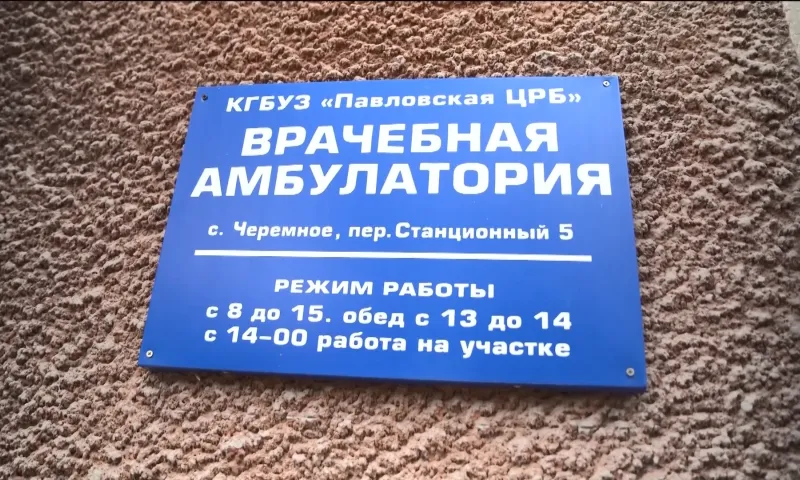 КГБУЗ «Павловская ЦРБ»
ВРАЧЕБНАЯ
АМБУЛАТОРИЯ
с. Черемное, пер. Станционный 5
РЕЖИМ РАБОТЫ
с 8 до 15. обед с 13 до 14
с 14-00 работа на участке